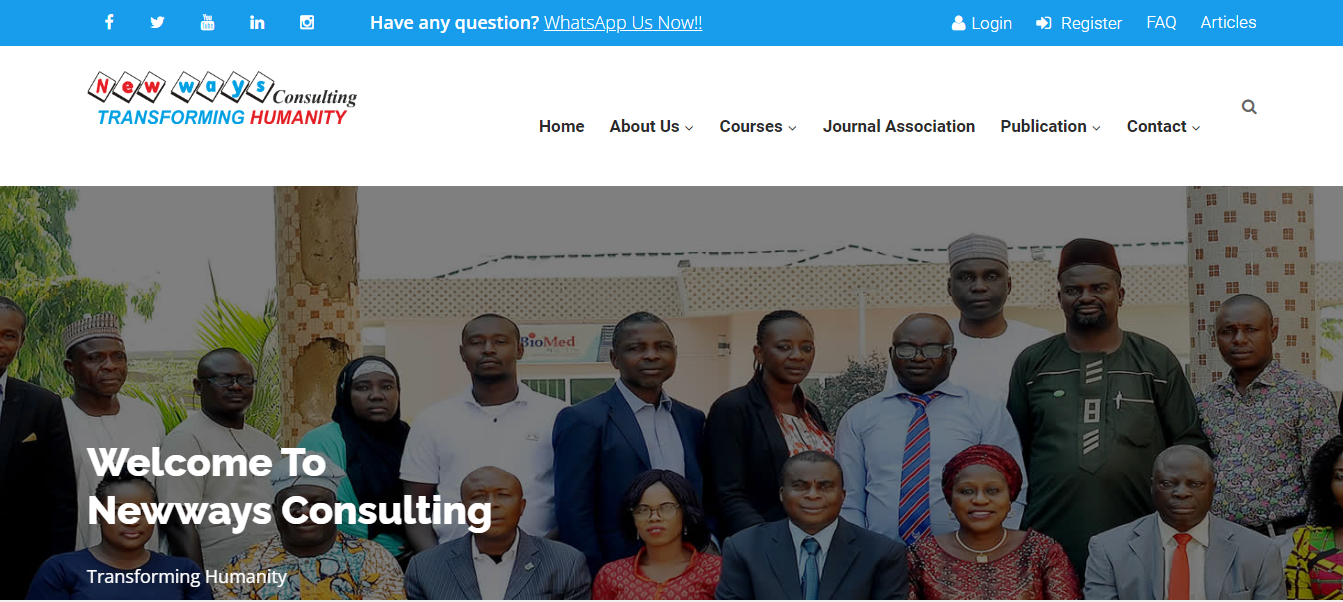 Have any question? WhatsApp Us Now!!
Login Register FAQ Articles
New ways Consulting
TRANSFORMING HUMANITY
Home About Us Courses Journal Association Publication Contact
BioMed
Welcome To
Newways Consulting
Transforming Humanity